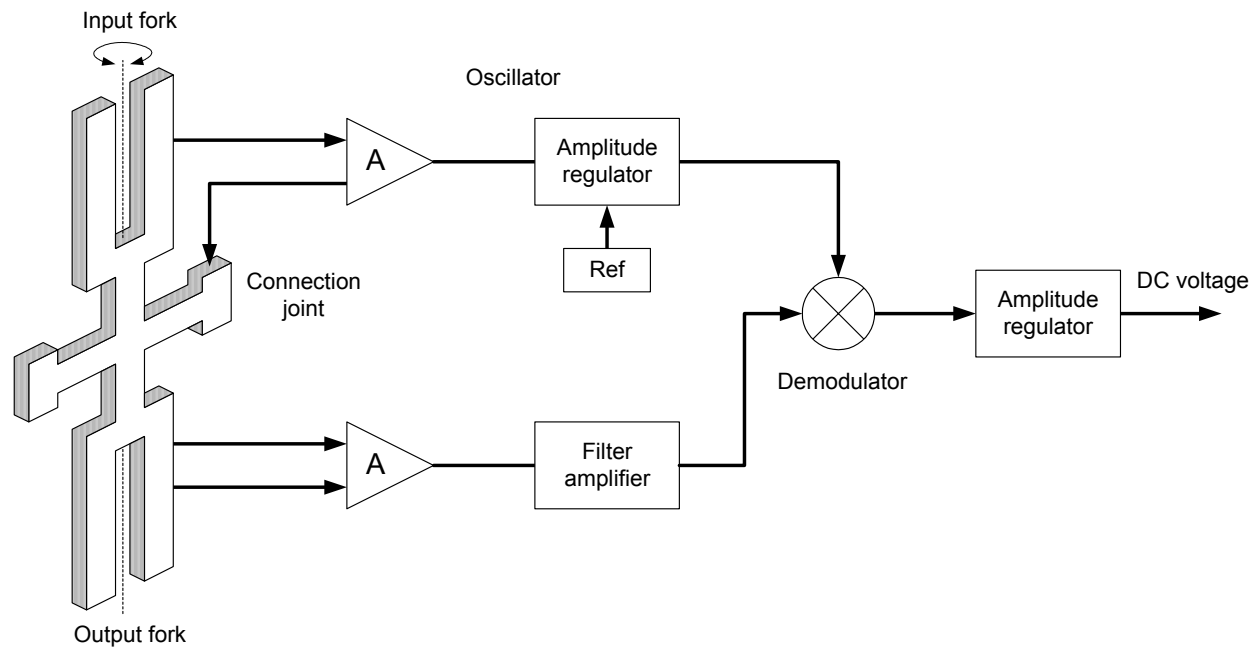 Input fork
Oscillator
A
Amplitude
regulator
Ref
Connection
joint
Amplitude
regulator
DC voltage
Demodulator
A
Filter
amplifier
Output fork